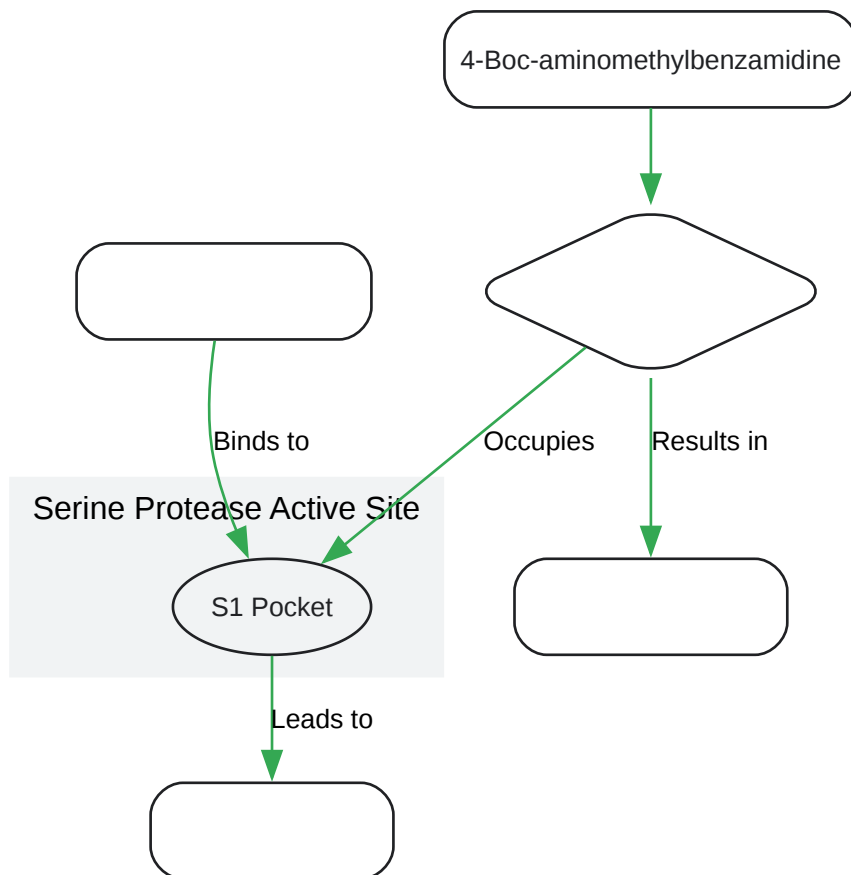 4-Boc-aminomethylbenzamidine
Binds to
Occupies
Results in
Serine Protease Active Site
S1 Pocket
Leads to